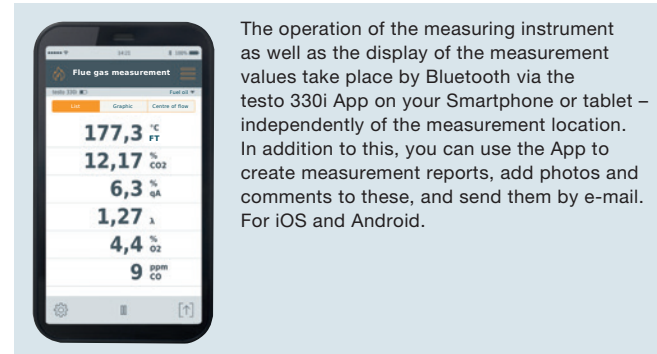 14:21
100%
Flue gas measurement
testo 330i
Fuel oil ▼
List
Graphic
Centre of flow
177,3 °C FT
12,17 % CO2
6,3 % qA
1,27 λ
4,4 % O2
9 ppm CO
The operation of the measuring instrument
as well as the display of the measurement
values take place by Bluetooth via the
testo 330i App on your Smartphone or tablet –
independently of the measurement location.
In addition to this, you can use the App to
create measurement reports, add photos and
comments to these, and send them by e-mail.
For iOS and Android.